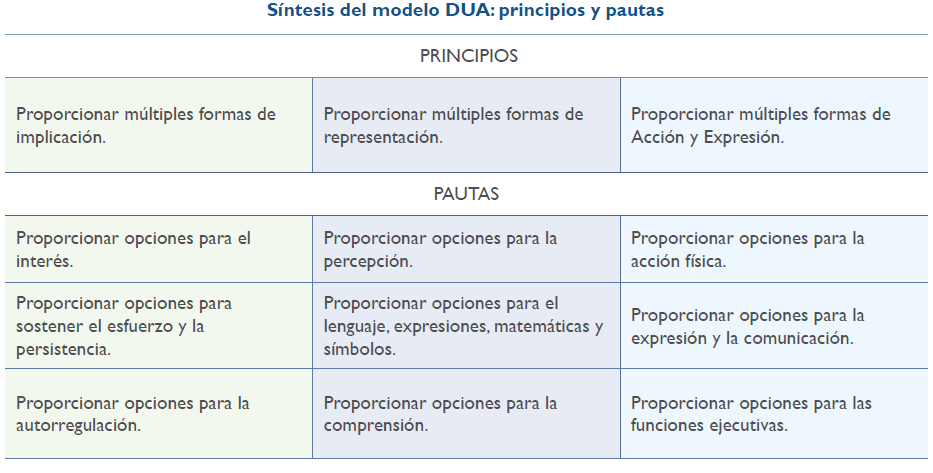 Síntesis del modelo DUA: principios y pautas
PRINCIPIOS
Proporcionar múltiples formas de
implicación.
Proporcionar múltiples formas de
representación.
Proporcionar múltiples formas de
Acción y Expresión.
PAUTAS
Proporcionar opciones para el
interés.
Proporcionar opciones para la
percepción.
Proporcionar opciones para la
acción física.
Proporcionar opciones para
sostener el esfuerzo y la
persistencia.
Proporcionar opciones para el
lenguaje, expresiones, matemáticas y
símbolos.
Proporcionar opciones para la
expresión y la comunicación.
Proporcionar opciones para la
autorregulación.
Proporcionar opciones para la
comprensión.
Proporcionar opciones para las
funciones ejecutivas.